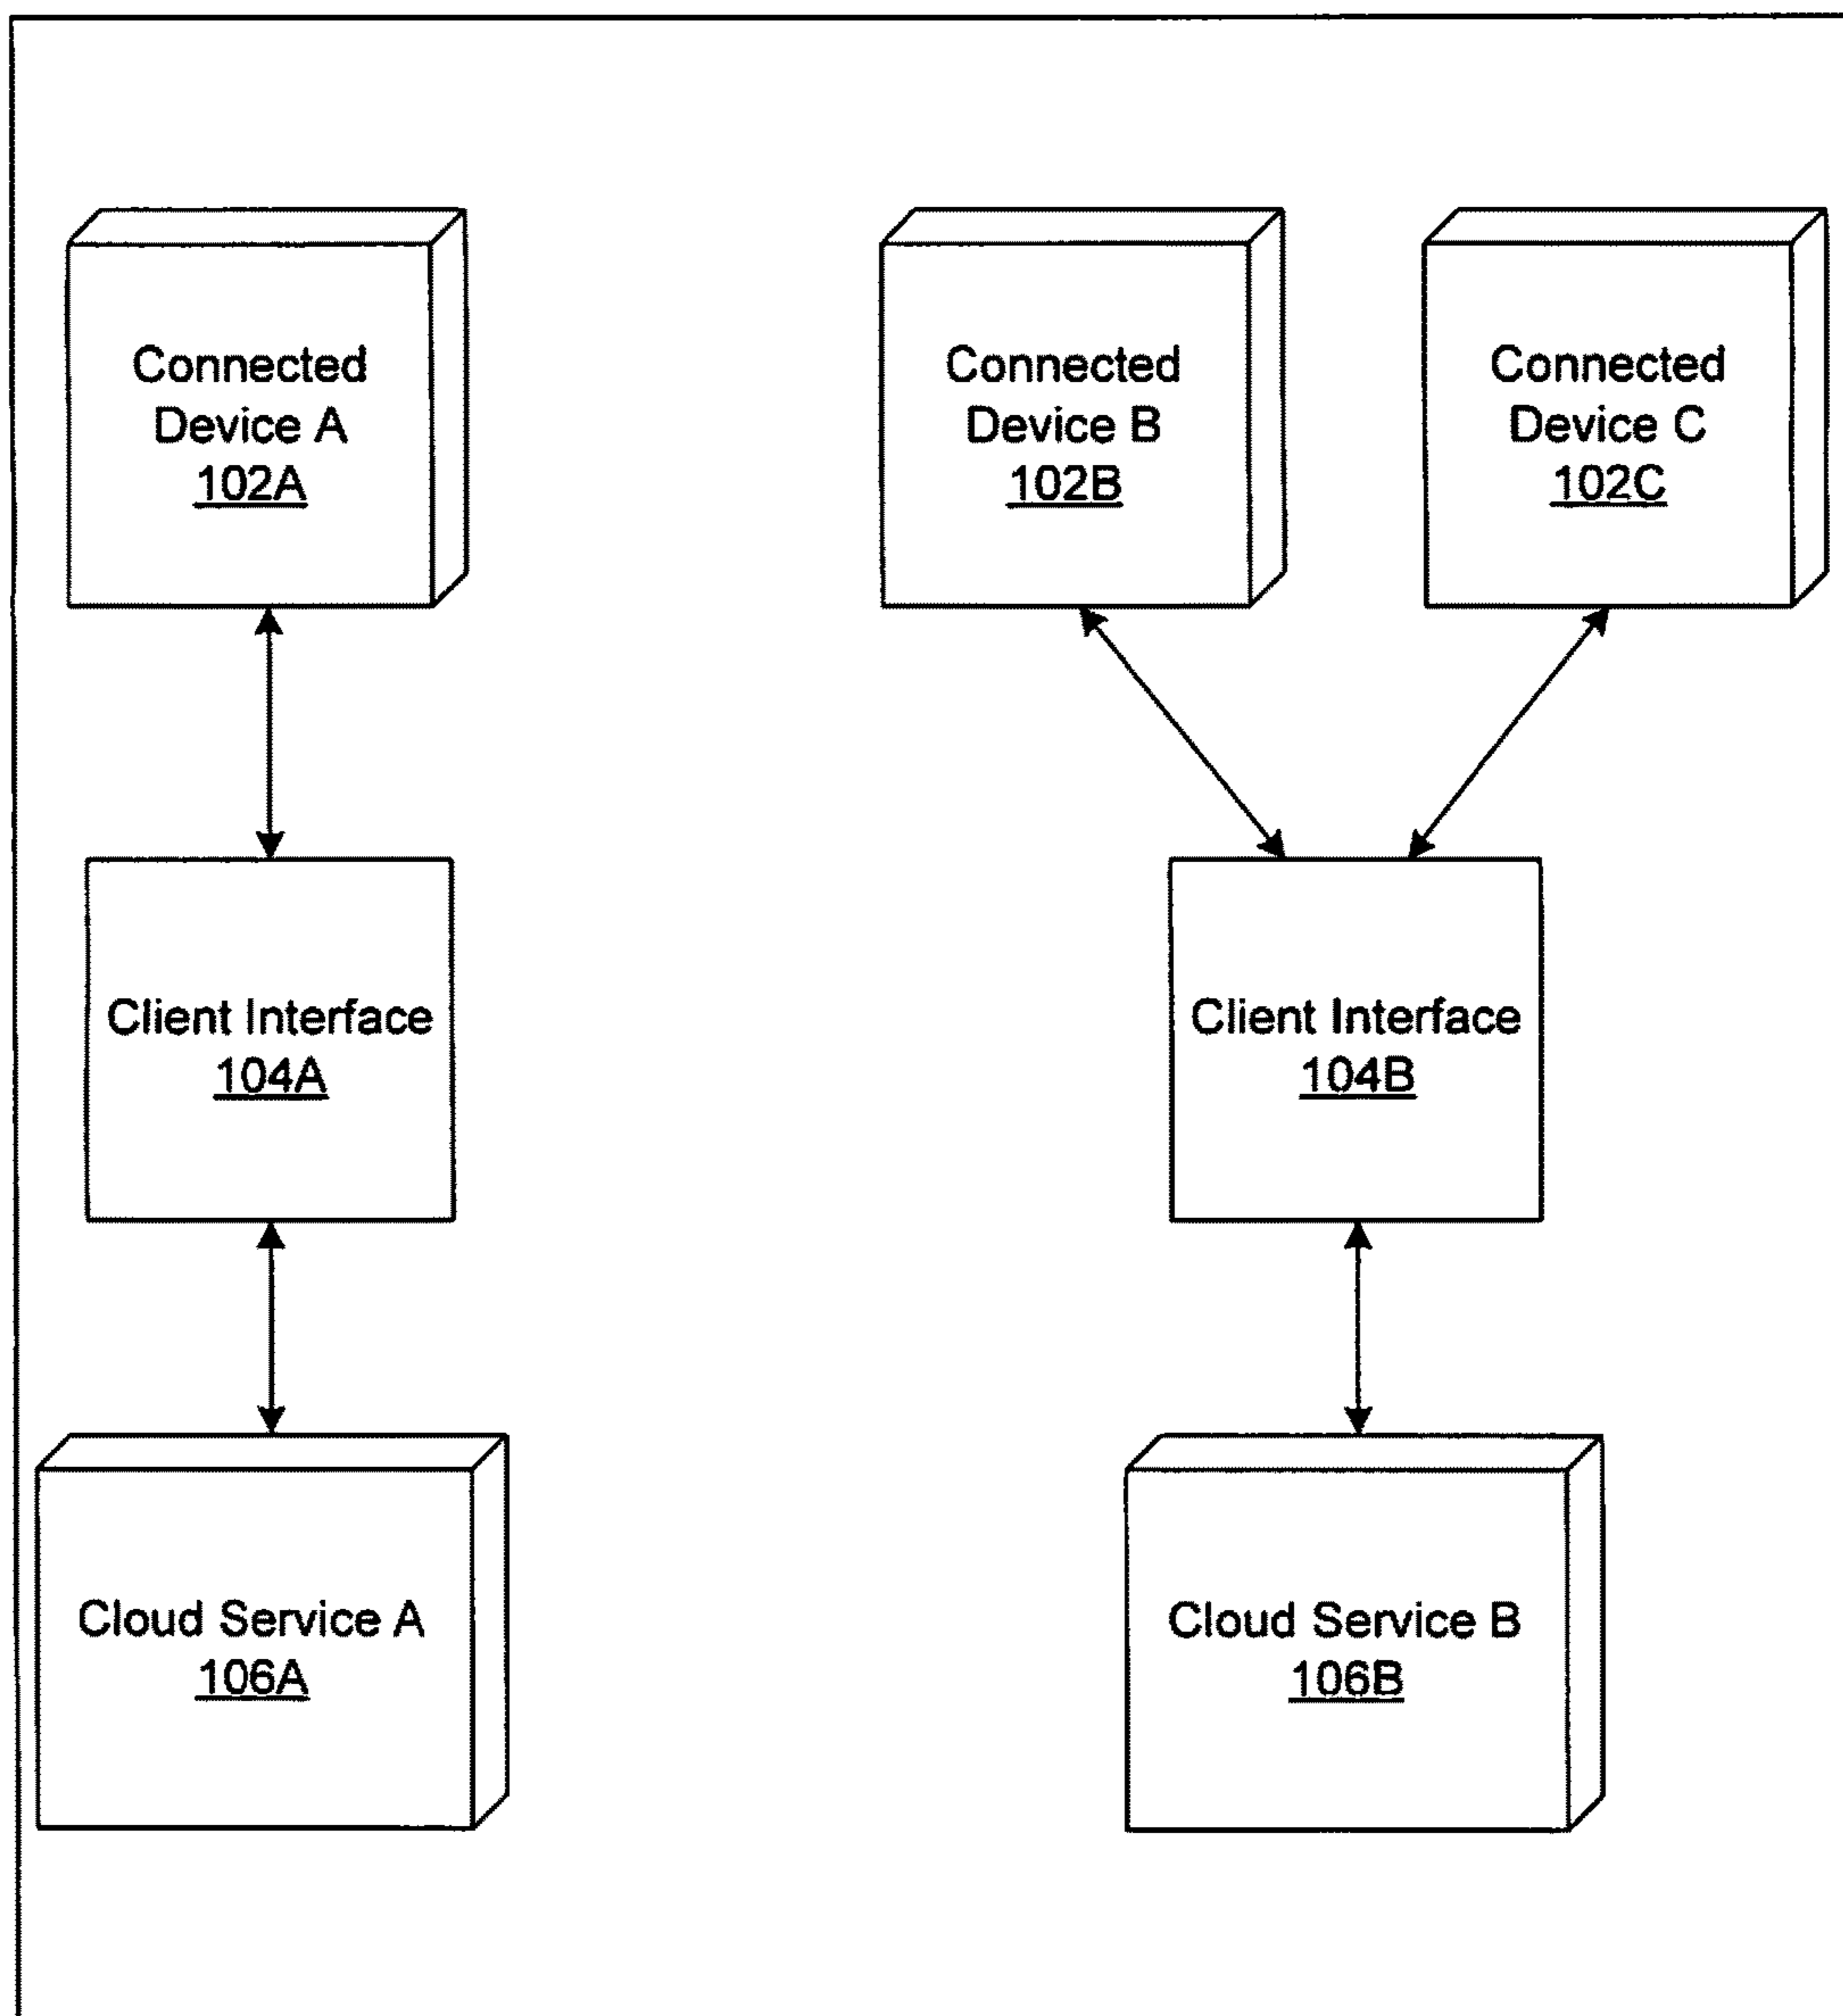 Connected
Device A
102A
Connected
Device B
102B
Connected
Device C
102C
Client Interface
104A
Client Interface
104B
Cloud Service A
106A
Cloud Service B
106B